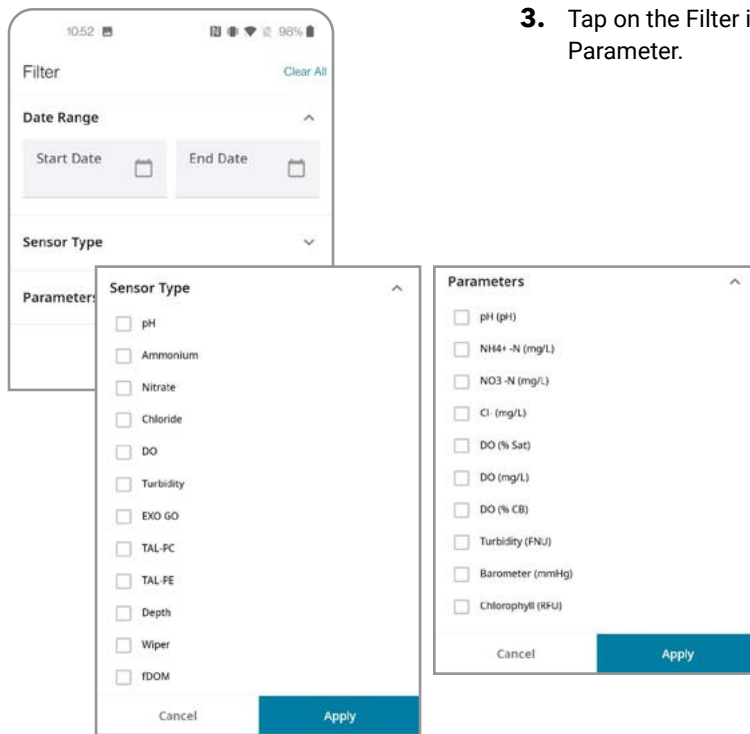 3. Tap on the Filter
Parameter.
10:52 98%
Filter Clear All
Date Range
Start Date End Date
Sensor Type
Parameters
Sensor Type
pH
Ammonium
Nitrate
Chloride
DO
Turbidity
EXO GO
TAL-PC
TAL-PE
Depth
Wiper
fDOM
Cancel Apply
Parameters
pH (pH)
NH4+ -N (mg/L)
NO3 -N (mg/L)
Cl- (mg/L)
DO (% Sat)
DO (mg/L)
DO (% CB)
Turbidity (FNU)
Barometer (mmHg)
Chlorophyll (RFU)
Cancel Apply